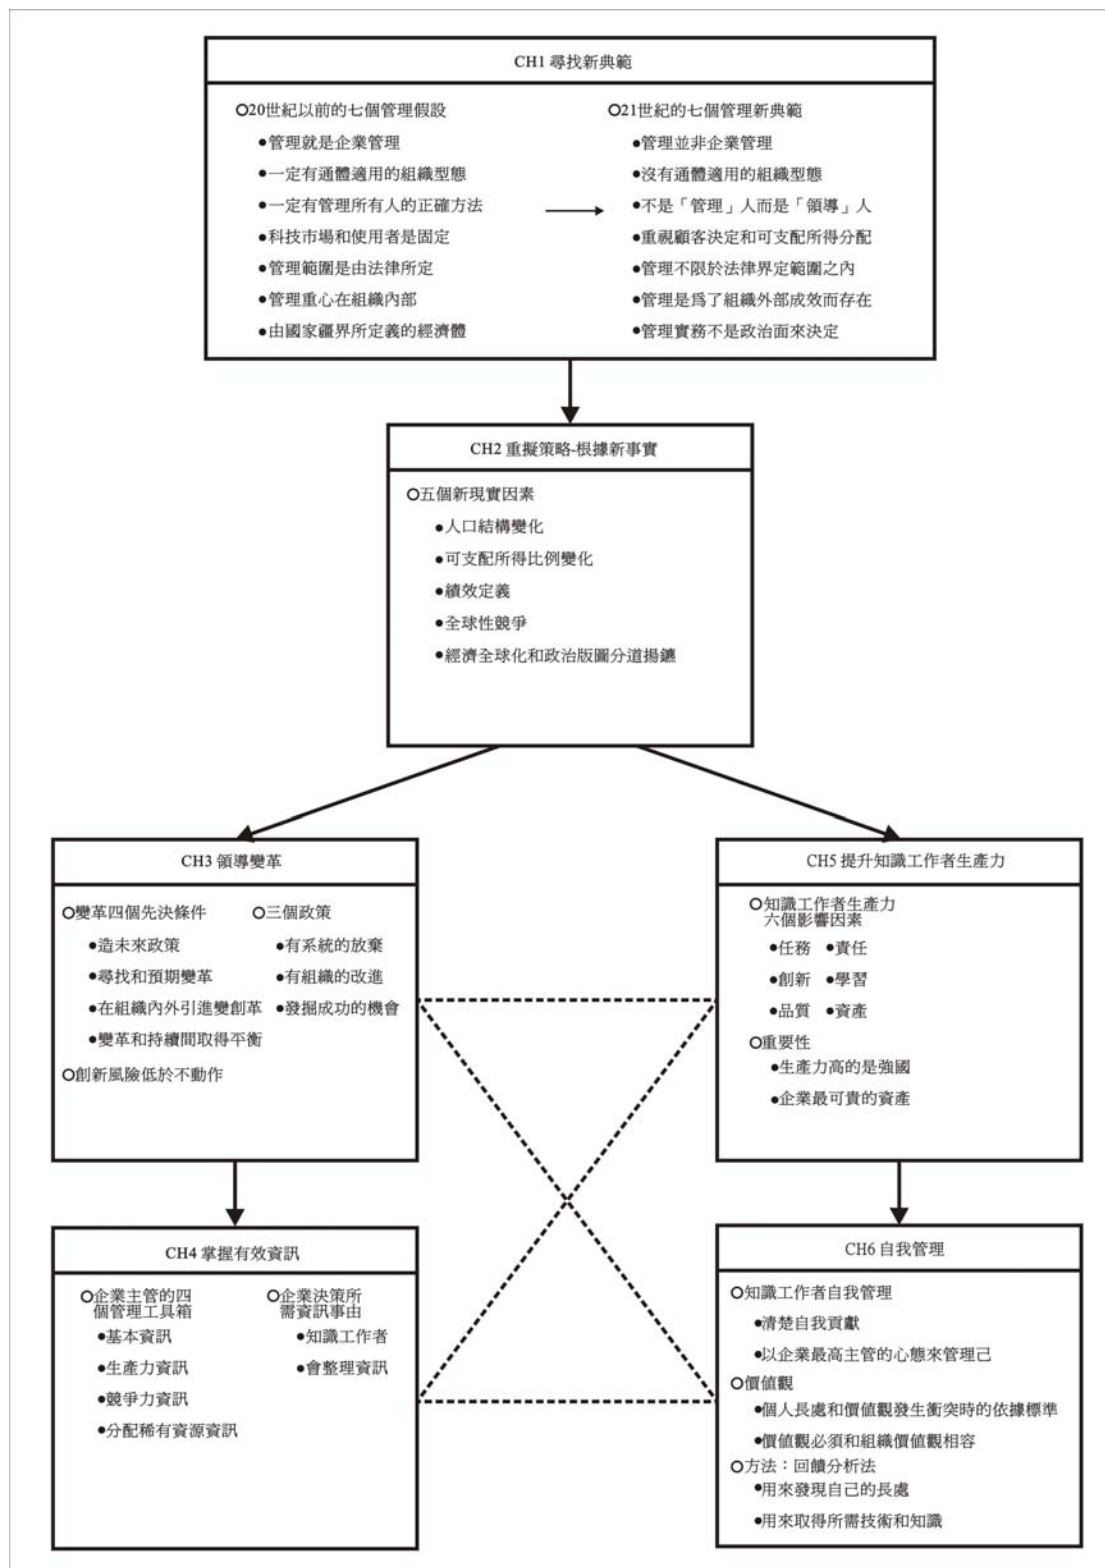 CH1 尋找新典範
○20世紀以前的七個管理假設
●管理就是企業管理
●一定有通體適用的組織型態
●一定有管理所有人的正確方法
●科技市場和使用者是固定
●管理範圍是由法律所定
●管理重心在組織內部
●由國家疆界所定義的經濟體
○21世紀的七個管理新典範
●管理並非企業管理
●沒有通體適用的組織型態
●不是「管理」人而是「領導」人
●重視顧客決定和可支配所得分配
●管理不限於法律界定範圍之內
●管理是爲了組織外部成效而存在
●管理實務不是政治面來決定
CH2 重擬策略-根據新事實
○五個新現實因素
●人口結構變化
●可支配所得比例變化
●績效定義
●全球性競爭
●經濟全球化和政治版圖分道揚鑣
CH3 領導變革
○變革四個先決條件
●造未來政策
●尋找和預期變革
●在組織內外引進變創革
●變革和持續間取得平衡
○創新風險低於不動作
○三個政策
●有系統的放棄
●有組織的改進
●發掘成功的機會
CH5 提升知識工作者生產力
○知識工作者生產力
六個影響因素
●任務 ●責任
●創新 ●學習
●品質 ●資產
○重要性
●生產力高的是強國
●企業最可貴的資產
CH4 掌握有效資訊
○企業主管的四
個管理工具箱
●基本資訊
●生產力資訊
●競爭力資訊
●分配稀有資源資訊
○企業決策所
需資訊事由
●知識工作者
●會整理資訊
CH6 自我管理
○知識工作者自我管理
●清楚自我貢獻
●以企業最高主管的心態來管理己
○價值觀
●個人長處和價值觀發生衝突時的依據標準
●價值觀必須和組織價值觀相容
○方法：回饋分析法
●用來發現自己的長處
●用來取得所需技術和知識